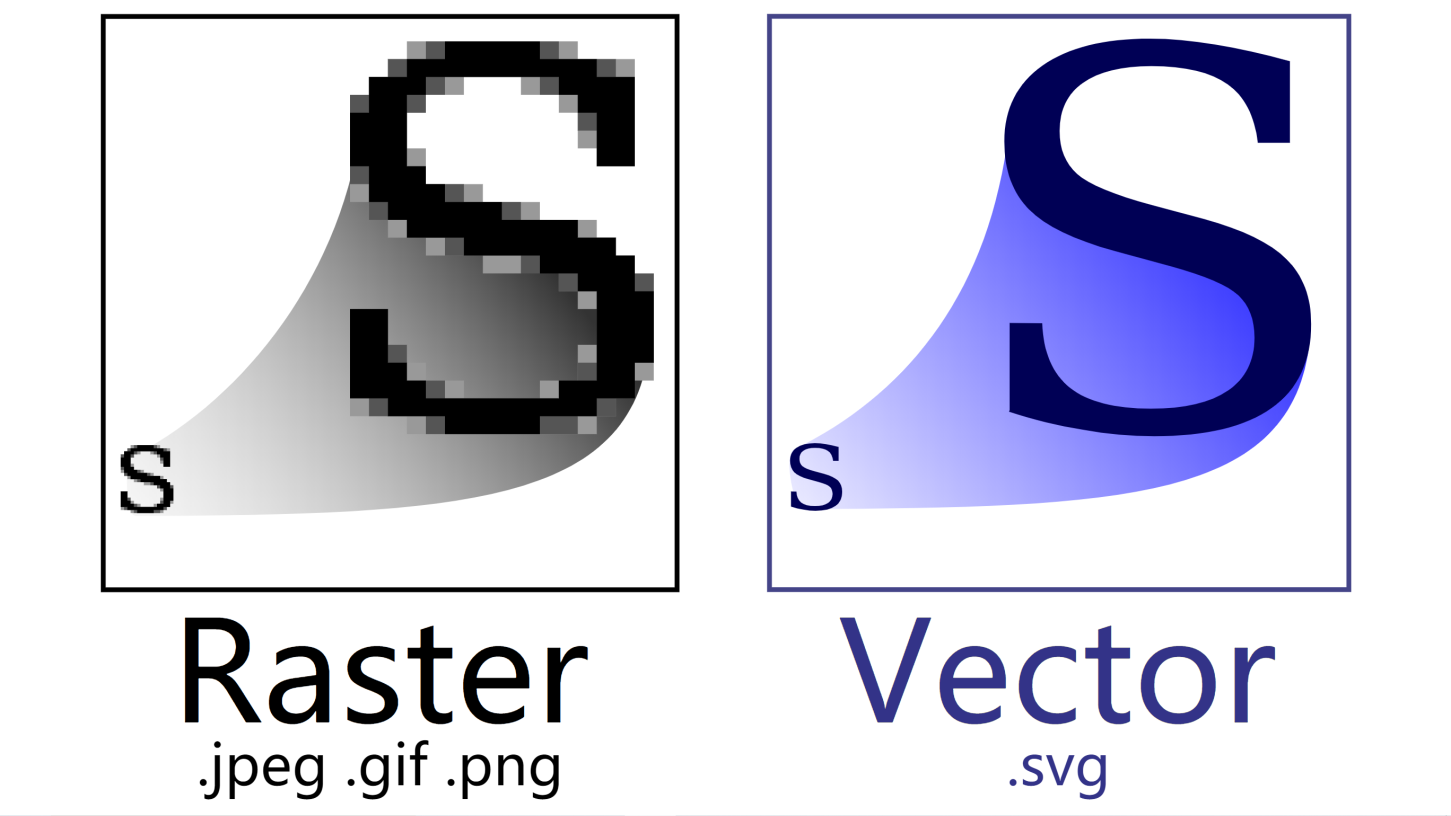 S
s
Raster
.jpeg .gif .png
S
s
Vector
.svg